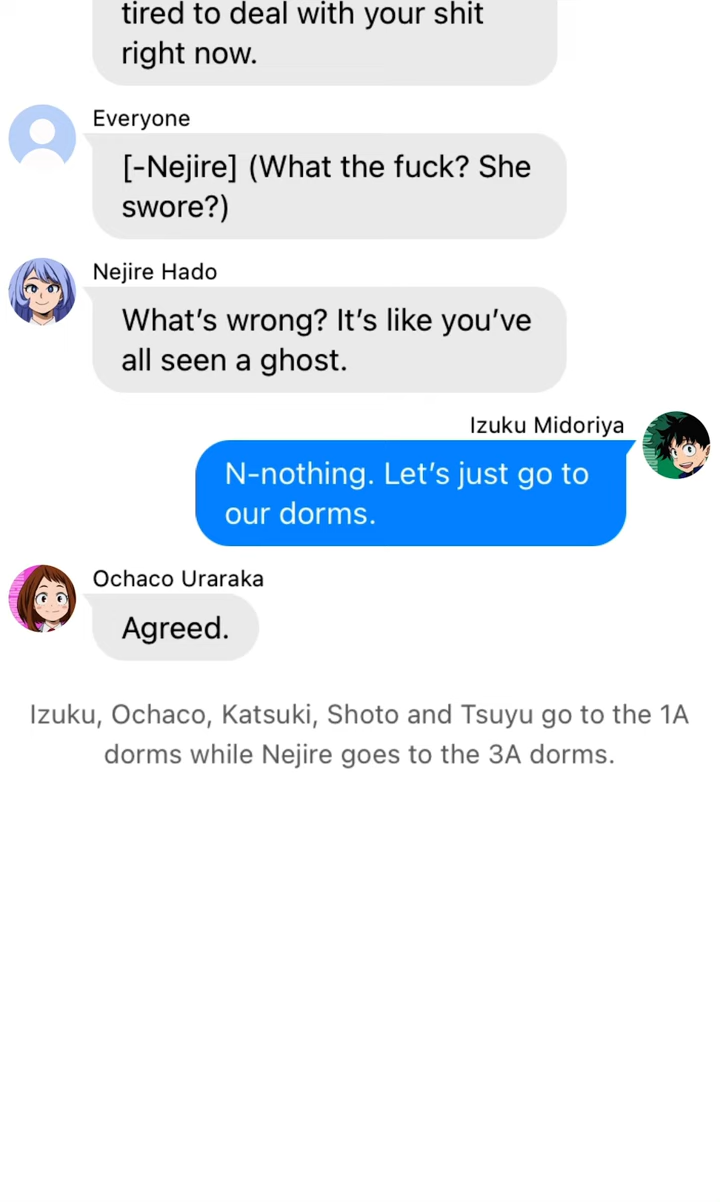 tired to deal with your shit
right now.
Everyone
[-Nejire] (What the fuck? She
swore?)
Nejire Hado
What's wrong? It's like you've
all seen a ghost.
Izuku Midoriya
N-nothing. Let's just go to
our dorms.
Ochaco Uraraka
Agreed.
Izuku, Ochaco, Katsuki, Shoto and Tsuyu go to the 1A
dorms while Nejire goes to the 3A dorms.